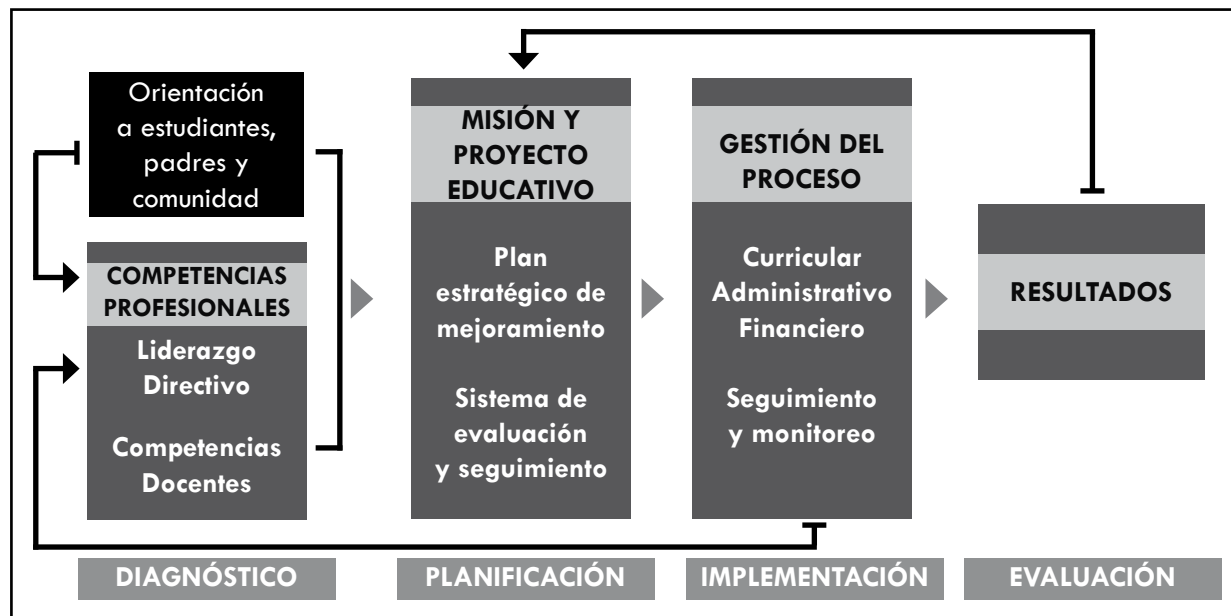 Orientación
a estudiantes,
padres y
comunidad
COMPETENCIAS
PROFESIONALES
Liderazgo
Directivo
Competencias
Docentes
MISIÓN Y
PROYECTO
EDUCATIVO
Plan
estratégico de
mejoramiento
Sistema de
evaluación
y seguimiento
GESTIÓN DEL
PROCESO
Curricular
Administrativo
Financiero
Seguimiento
y monitoreo
RESULTADOS
DIAGNÓSTICO
PLANIFICACIÓN
IMPLEMENTACIÓN
EVALUACIÓN